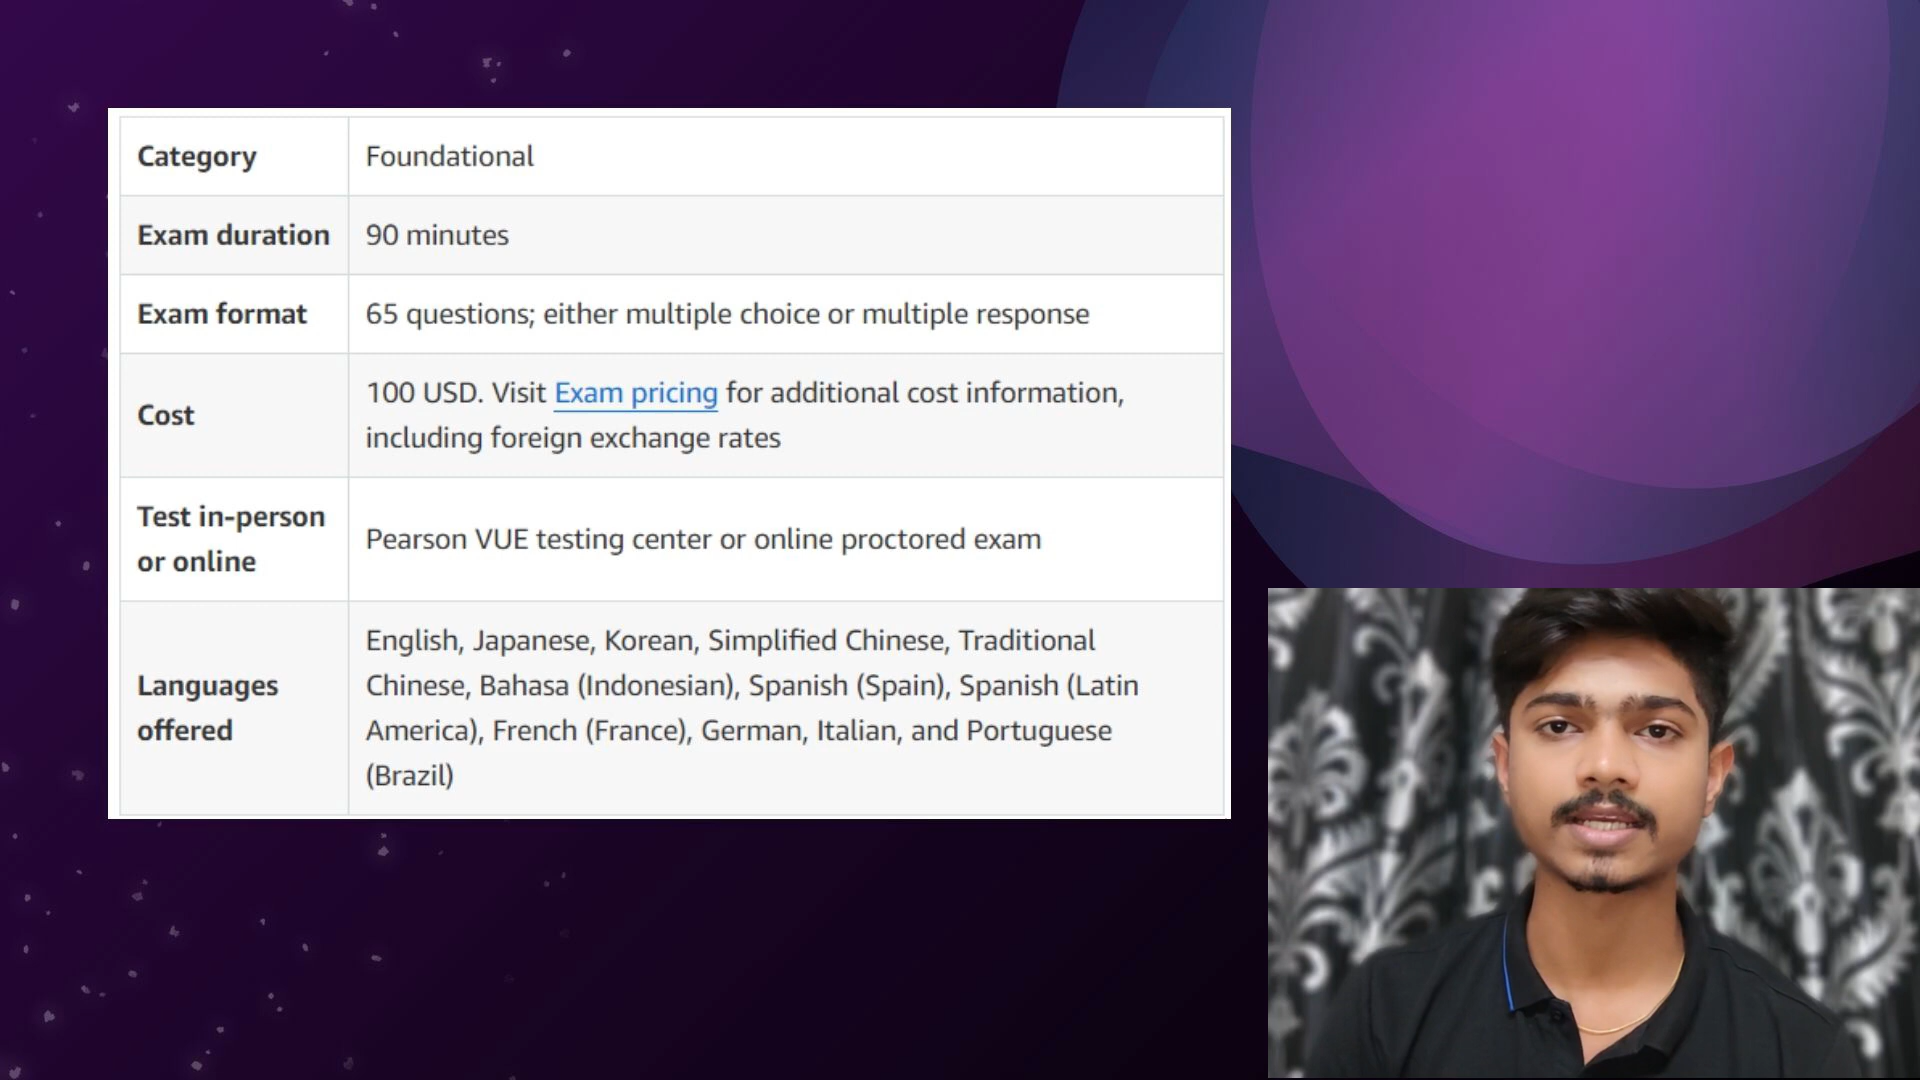 Category
Foundational
Exam duration
90 minutes
Exam format
65 questions; either multiple choice or multiple response
Cost
100 USD. Visit Exam pricing for additional cost information,
including foreign exchange rates
Test in-person
or online
Pearson VUE testing center or online proctored exam
Languages
offered
English, Japanese, Korean, Simplified Chinese, Traditional
Chinese, Bahasa (Indonesian), Spanish (Spain), Spanish (Latin
America), French (France), German, Italian, and Portuguese
(Brazil)